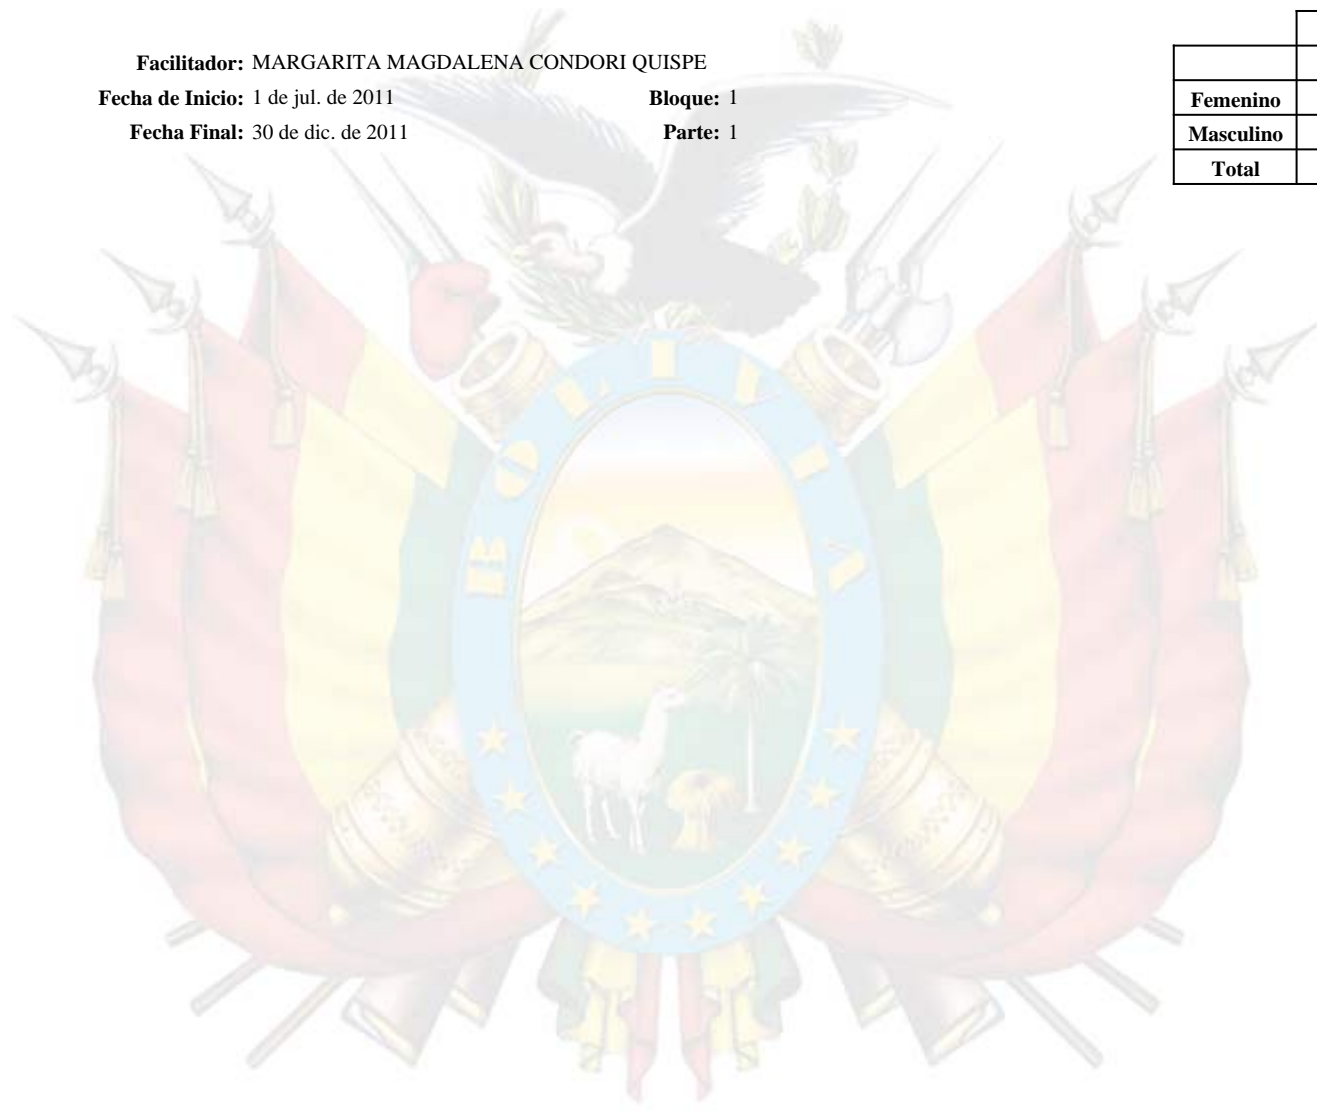 Facilitador: MARGARITA MAGDALENA CONDORI QUISPE
Fecha de Inicio: 1 de jul. de 2011 Bloque: 1
Fecha Final: 30 de dic. de 2011 Parte: 1
Femenino
Masculino
Total
BOLIVIA